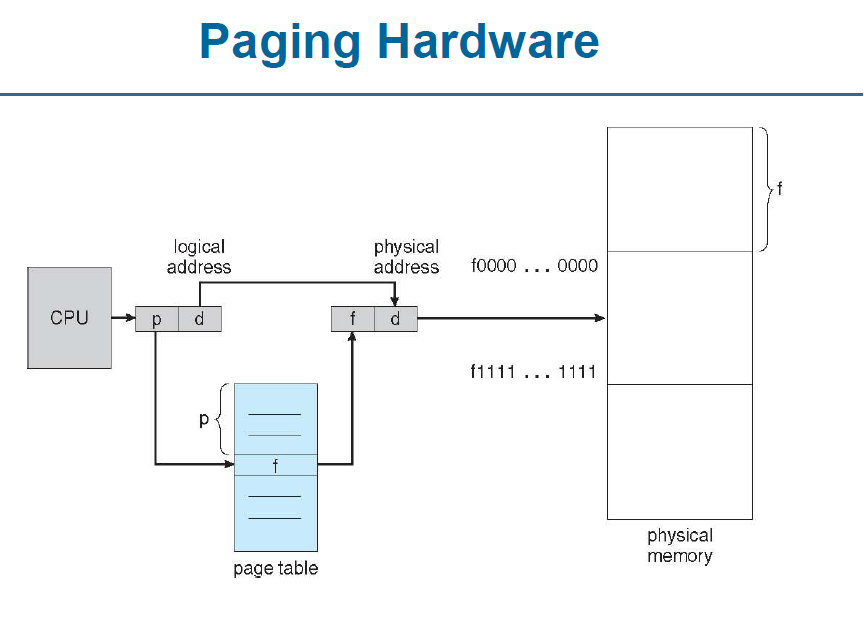 Paging Hardware
f
logical
address
physical
address
f0000 ... 0000
CPU
p
d
f
d
f1111 ... 1111
p
f
page table
physical
memory